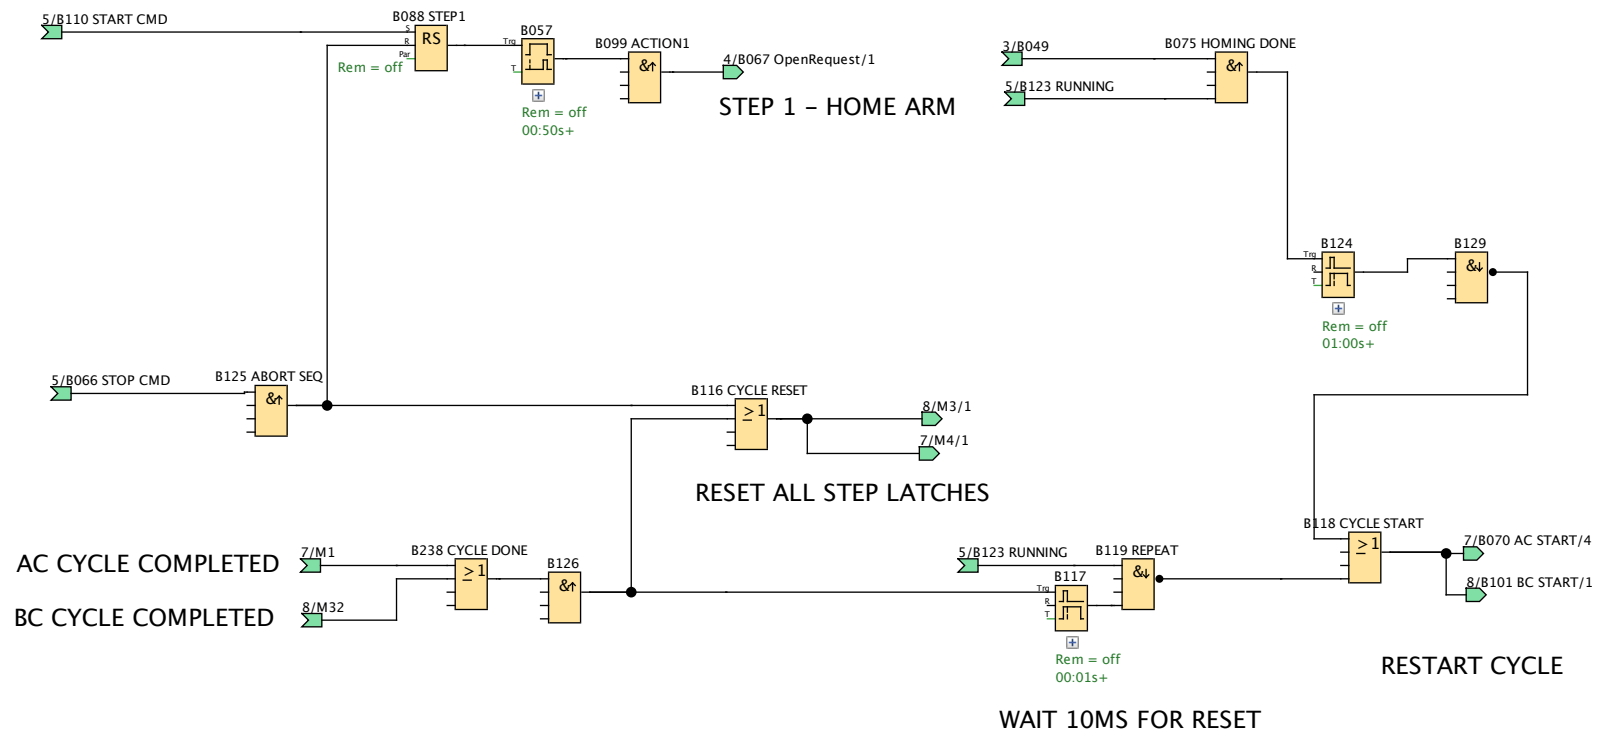 5/B110 START CMD
B088 STEP1
S
R
Par
RS
Rem = off
B057
Trg
T
Rem = off
00:50s+
B099 ACTION1
&↑
4/B067 OpenRequest/1
STEP 1 – HOME ARM
3/B049
5/B123 RUNNING
B075 HOMING DONE
&↑
B124
Trg
R
T
Rem = off
01:00s+
B129
&↓
5/B066 STOP CMD
B125 ABORT SEQ
&↑
B116 CYCLE RESET
≥1
8/M3/1
7/M4/1
RESET ALL STEP LATCHES
AC CYCLE COMPLETED
7/M1
BC CYCLE COMPLETED
8/M32
B238 CYCLE DONE
≥1
B126
&↑
5/B123 RUNNING
B119 REPEAT
&↓
B117
Trg
R
T
Rem = off
00:01s+
WAIT 10MS FOR RESET
B118 CYCLE START
≥1
7/B070 AC START/4
8/B101 BC START/1
RESTART CYCLE